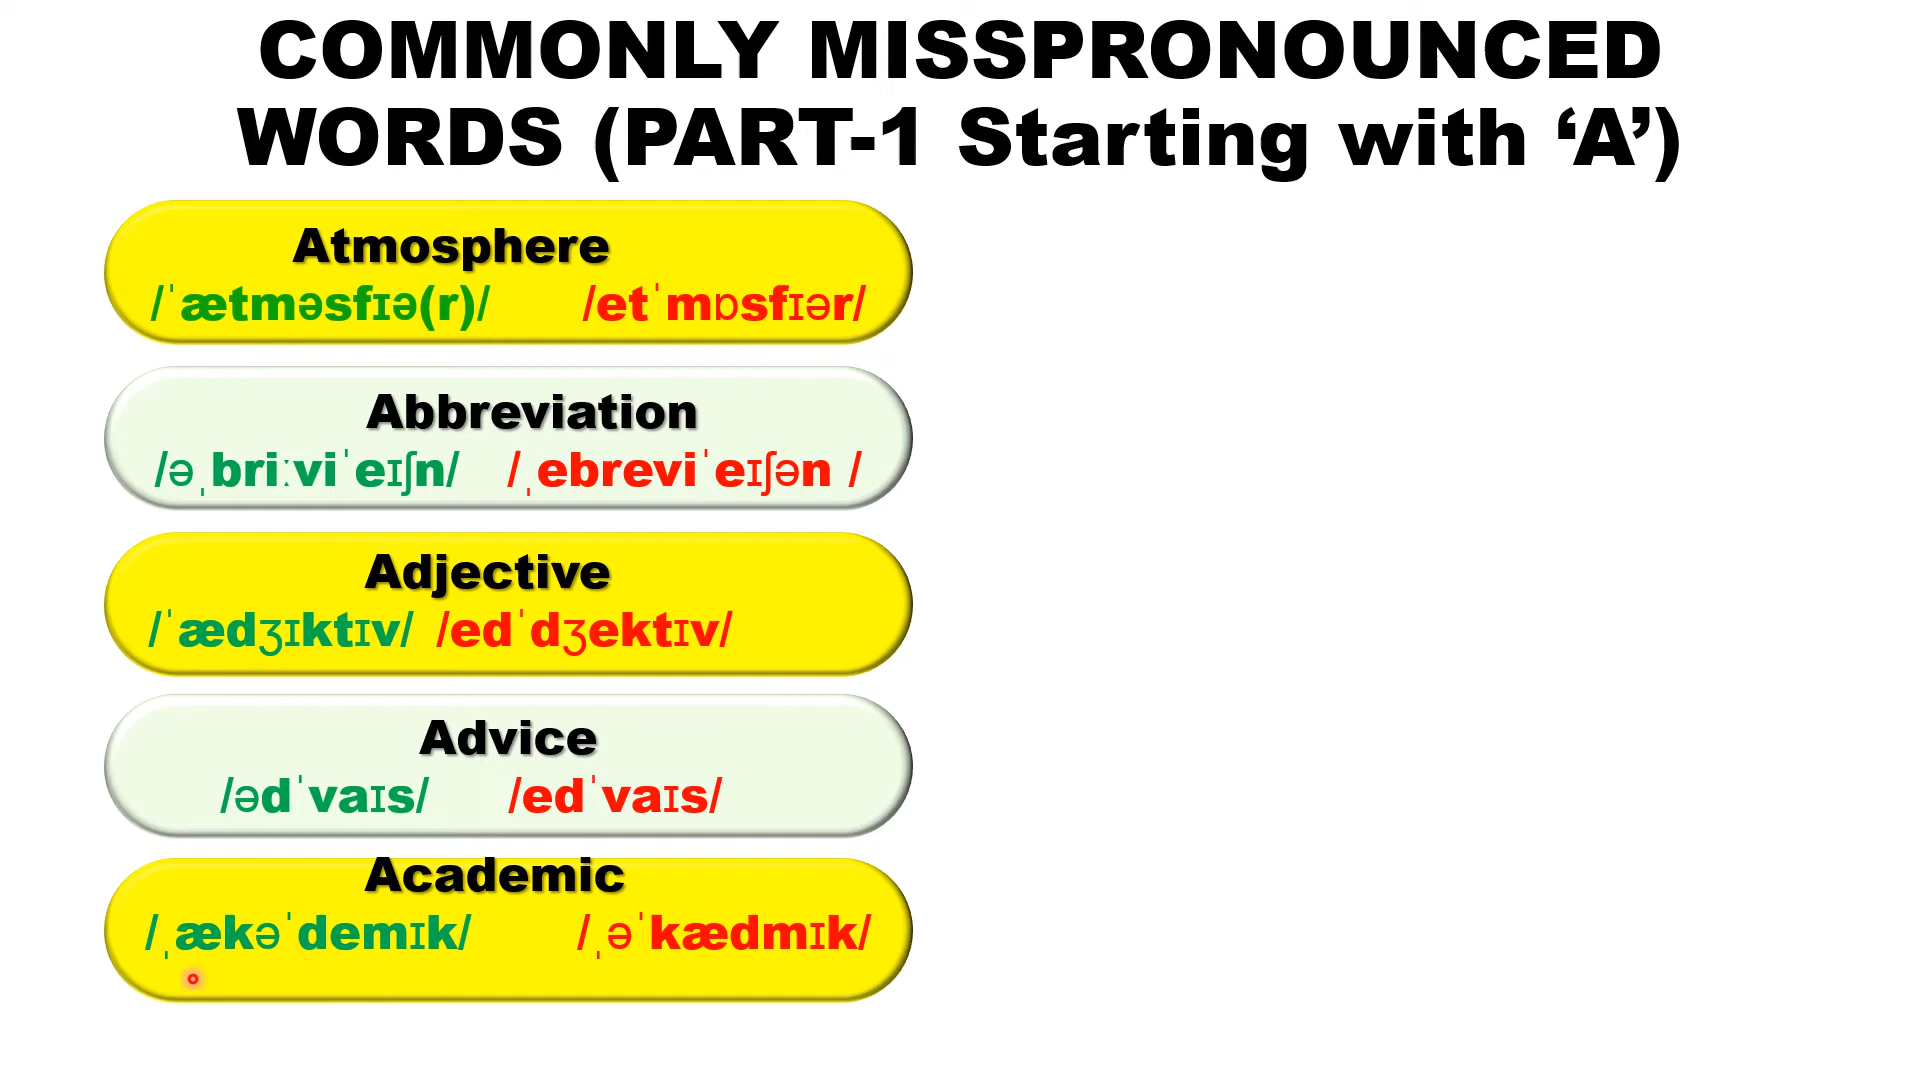 COMMONLY MISSPRONOUNCED
WORDS (PART-1 Starting with ‘A’)
Atmosphere
/ˈætməsfɪə(r)/ /etˈmɒsfɪər/
Abbreviation
/əˌbriːviˈeɪʃn/ /ˌebreviˈeɪʃən /
Adjective
/ˈædʒɪktɪv/ /edˈdʒektɪv/
Advice
/ədˈvaɪs/ /edˈvaɪs/
Academic
/ˌækəˈdemɪk/ /ˌəˈkædmɪk/